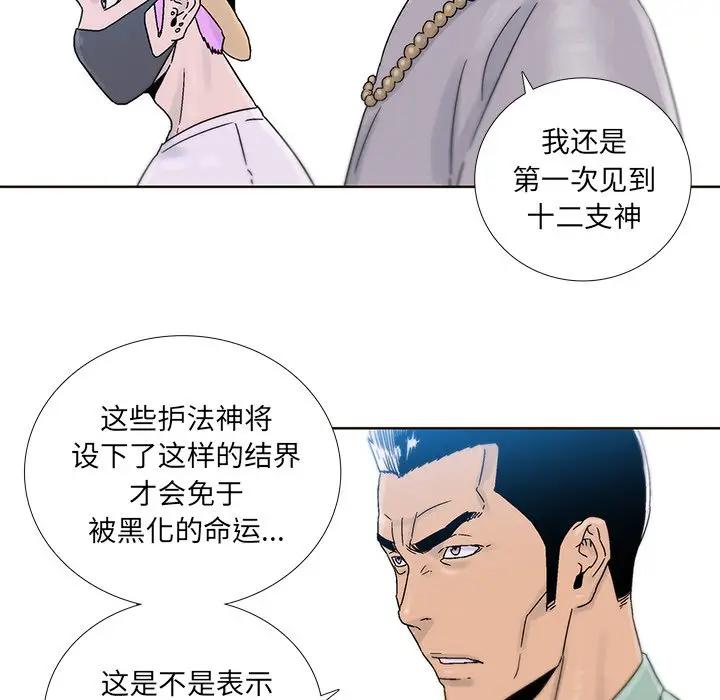 我还是
第一次见到
十二支神
这些护法神将
设下了这样的结界
才会免于
被黑化的命运...
这是不是表示